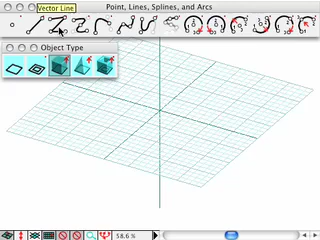 Vector Line
Point, Lines, Splines, and Arcs
Object Type
58.6 %